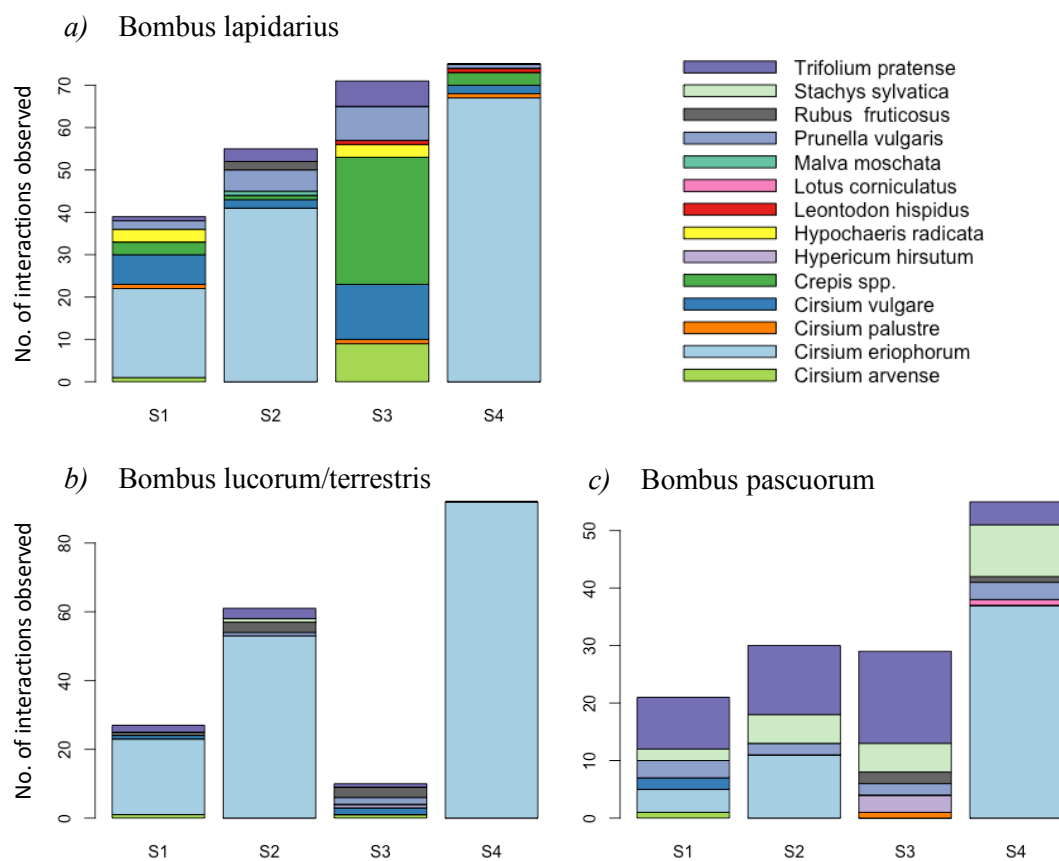 a) Bombus lapidarius
No. of interactions observed
0 10 20 30 40 50 60 70
S1 S2 S3 S4
Trifolium pratense
Stachys sylvatica
Rubus fruticosus
Prunella vulgaris
Malva moschata
Lotus corniculatus
Leontodon hispidus
Hypochaeris radicata
Hypericum hirsutum
Crepis spp.
Cirsium vulgare
Cirsium palustre
Cirsium eriophorum
Cirsium arvense
b) Bombus lucorum/terrestris
No. of interactions observed
0 20 40 60 80
S1 S2 S3 S4
c) Bombus pascuorum
0 10 20 30 40 50
S1 S2 S3 S4